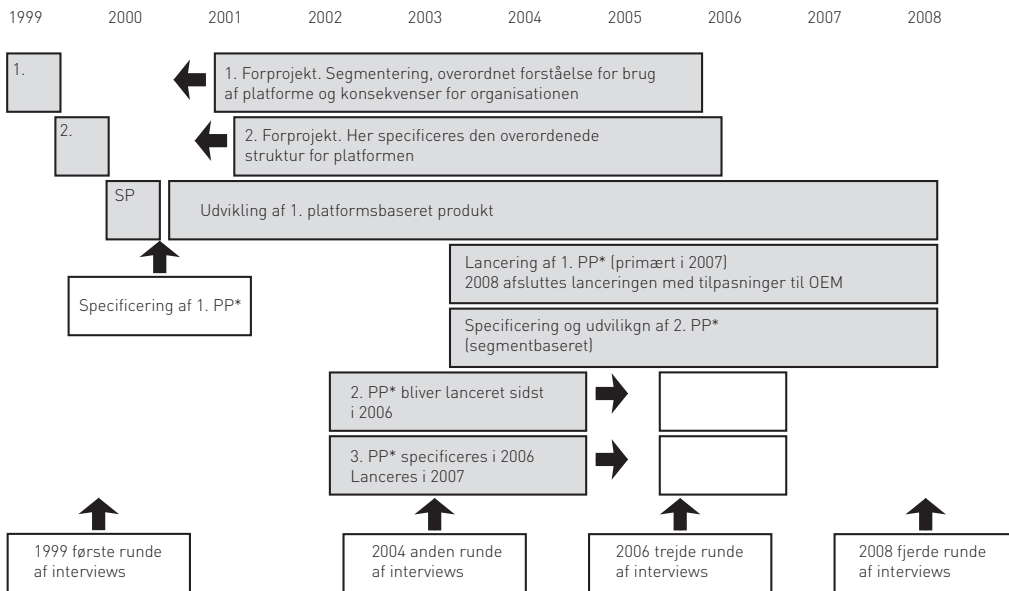 1999 2000 2001 2002 2003 2004 2005 2006 2007 2008
1.
1. Forprojekt. Segmentering, overordnet forståelse for brug
af platforme og konsekvenser for organisationen
2.
2. Forprojekt. Her specificeres den overordenede
struktur for platformen
SP
Udvikling af 1. platformsbaseret produkt
Specificering af 1. PP*
Lancering af 1. PP* (primært i 2007)
2008 afsluttes lanceringen med tilpasninger til OEM
Specificering og udvilikgn af 2. PP*
(segmentbaseret)
2. PP* bliver lanceret sidst
i 2006
3. PP* specificeres i 2006
Lanceres i 2007
1999 første runde
af interviews
2004 anden runde
af interviews
2006 tredje runde
af interviews
2008 fjerde runde
af interviews